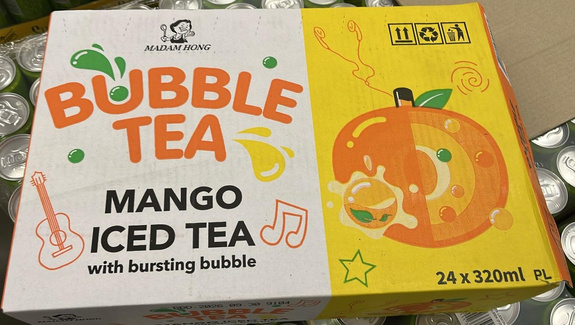 MADAM HONG
BUBBLE
TEA
MANGO
ICED TEA
with bursting bubble
24 x 320ml PL